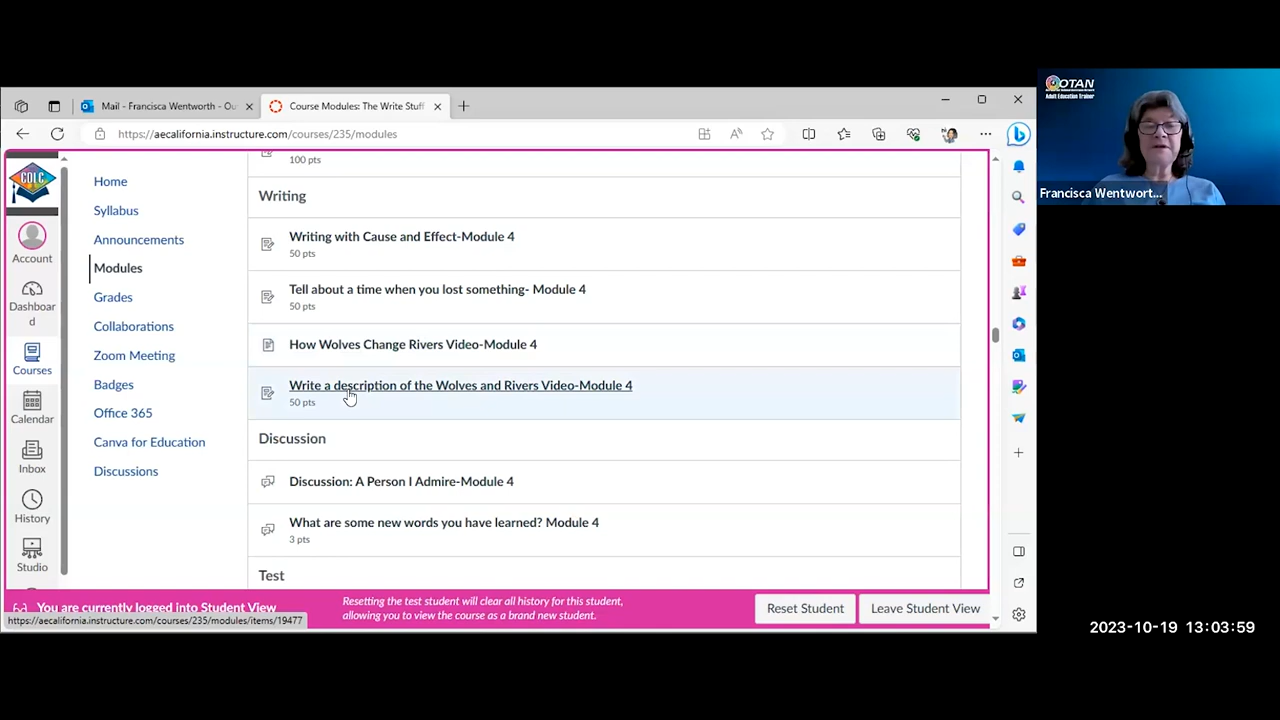 OTAN
Adult Education Trainer
Francisca Wentwort...
Mail - Francisca Wentworth - Ou
Course Modules: The Write Stuf
https://aecalifornia.instructure.com/courses/235/modules
CDLC
Account
Dashboar
d
Courses
Calendar
Inbox
History
Studio
Home
Syllabus
Announcements
Modules
Grades
Collaborations
Zoom Meeting
Badges
Office 365
Canva for Education
Discussions
100 pts
Writing
Writing with Cause and Effect-Module 4
50 pts
Tell about a time when you lost something- Module 4
50 pts
How Wolves Change Rivers Video-Module 4
Write a description of the Wolves and Rivers Video-Module 4
50 pts
Discussion
Discussion: A Person I Admire-Module 4
What are some new words you have learned? Module 4
3 pts
Test
You are currently logged into Student View
Resetting the test student will clear all history for this student,
allowing you to view the course as a brand new student.
Reset Student
Leave Student View
https://aecalifornia.instructure.com/courses/235/modules/items/19477
2023-10-19 13:03:59